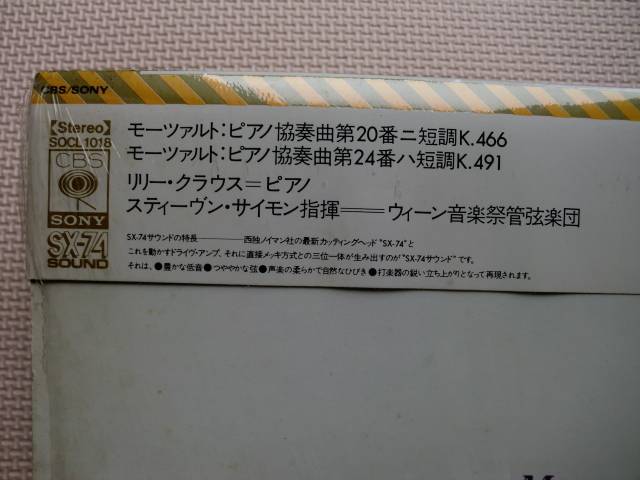 CBS/SONY
【Stereo】
SOCL 1018
CBS
SONY
SX-74
SOUND
モーツァルト:ピアノ協奏曲第20番ニ短調K.466
モーツァルト:ピアノ協奏曲第24番ハ短調K.491
リリー・クラウス=ピアノ
スティーヴン・サイモン指揮══ウィーン音楽祭管弦楽団
SX-74サウンドの特長――――西独ノイマン社の最新カッティングヘッド"SX-74"と
これを動かすドライヴ・アンプ、それに直接メッキ方式との三位一体が生み出すのが"SX-74サウンド"です。
それは、●豊かな低音●つややかな弦●声楽の柔らかで自然なひびき●打楽器の鋭い立ち上がりとなって再現されます。